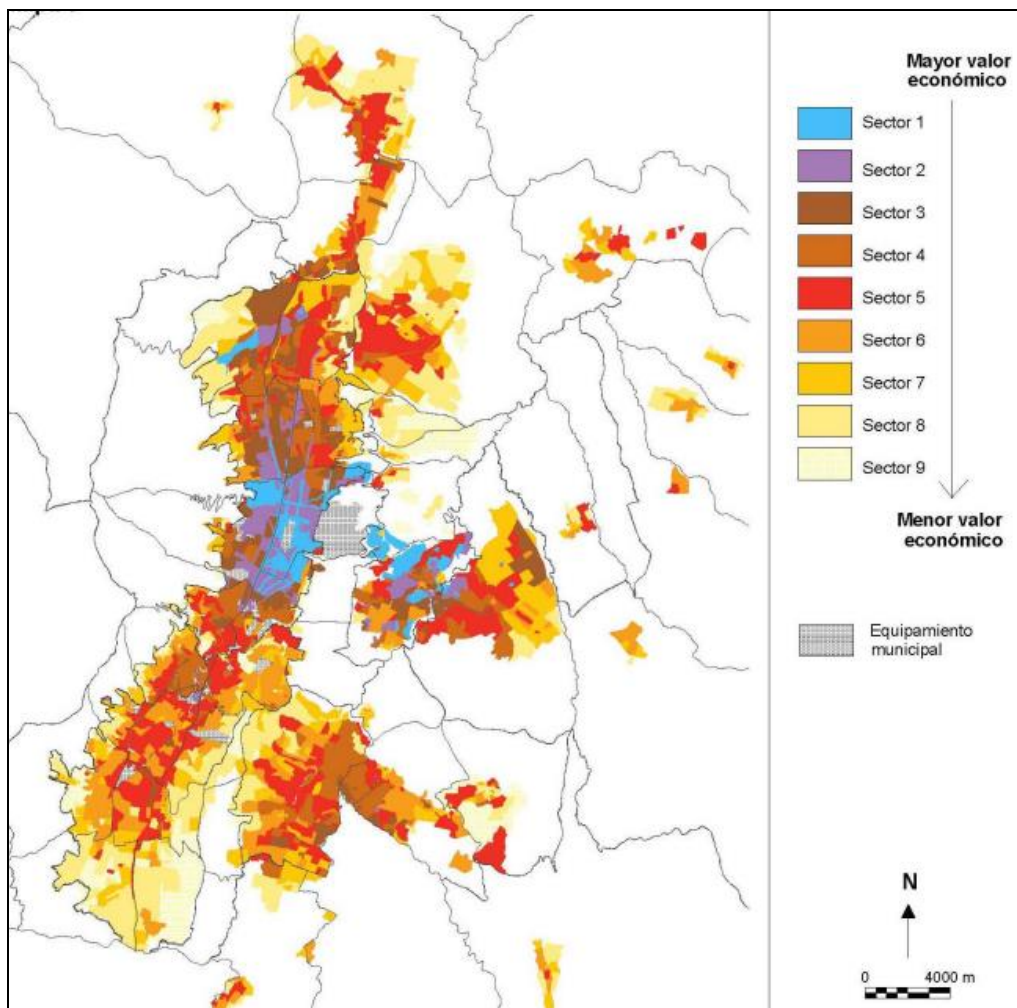 Mayor valor
económico
Sector 1
Sector 2
Sector 3
Sector 4
Sector 5
Sector 6
Sector 7
Sector 8
Sector 9
Menor valor
económico
Equipamiento
municipal
N
0 4000 m